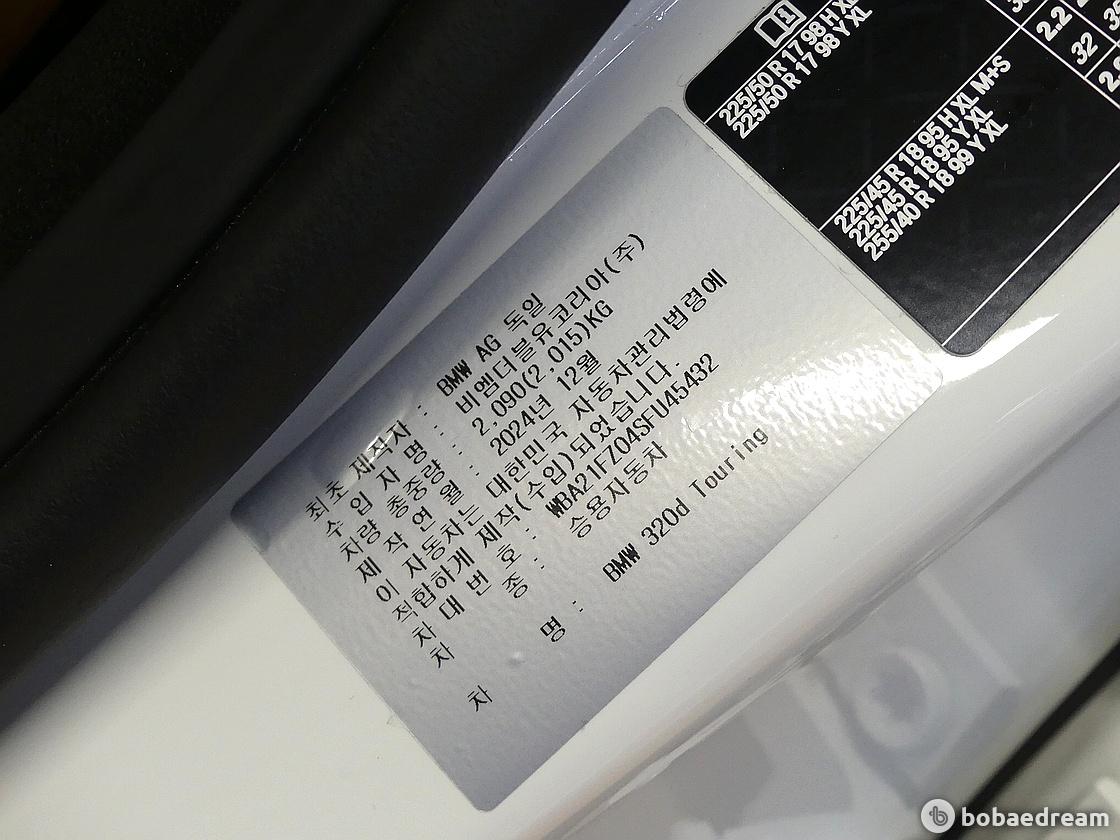 최초 제작자 : BMW AG 독일
수 입 자 명 : 비엠더블유코리아(주)
차량 총중량 : 2,090(2,015)KG
제 작 연 월 : 2024년 12월
이 자동차는 대한민국 자동차관리법령에
적합하게 제작(수입)되었습니다.
차 대 번 호 : WBA21FZ04SFU45432
차 종 : 승용자동차
차 명 : BMW 320d Touring
225/50 R 17 98 H XL
225/50 R 17 98 Y XL
2.2
32
225/45 R 18 95 H XL M+S
225/45 R 18 95 Y XL
255/40 R 18 99 Y XL
bobaedream